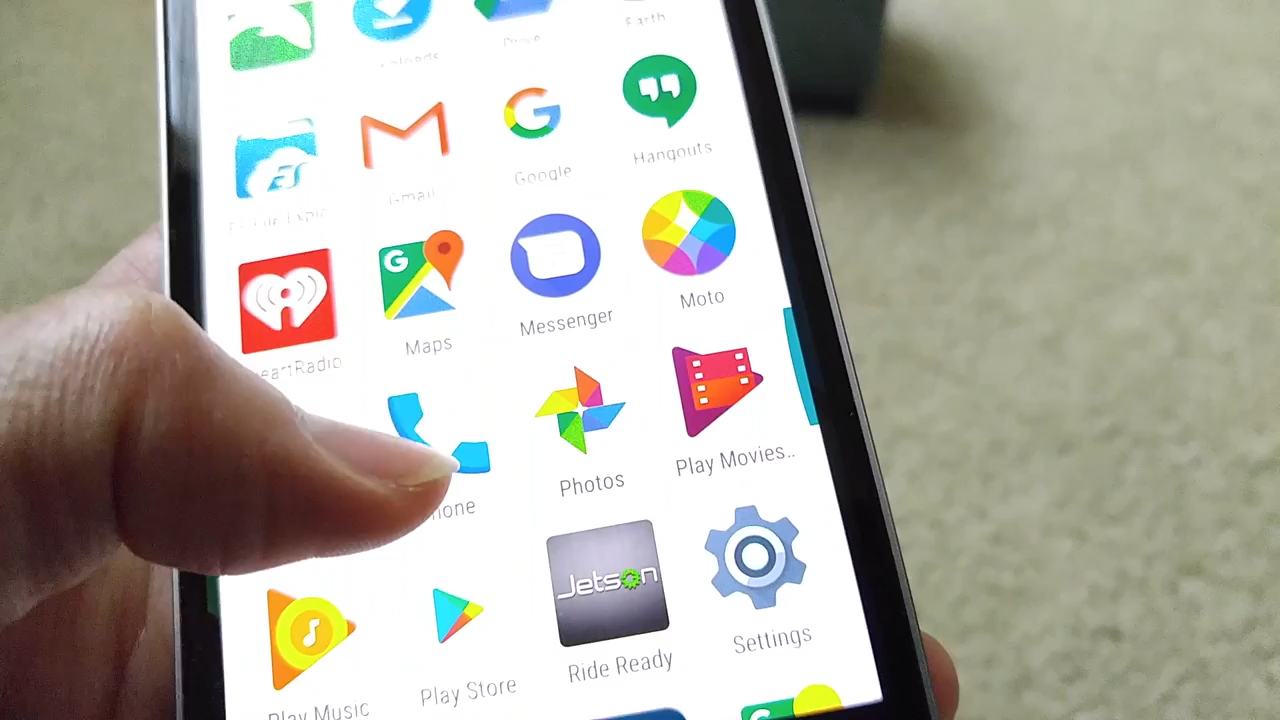 Drive
Earth
Gmail
Google
Hangouts
G
eartRadio
Maps
Messenger
Moto
hone
Photos
Play Movies..
Jetson
Play Music
Play Store
Ride Ready
Settings